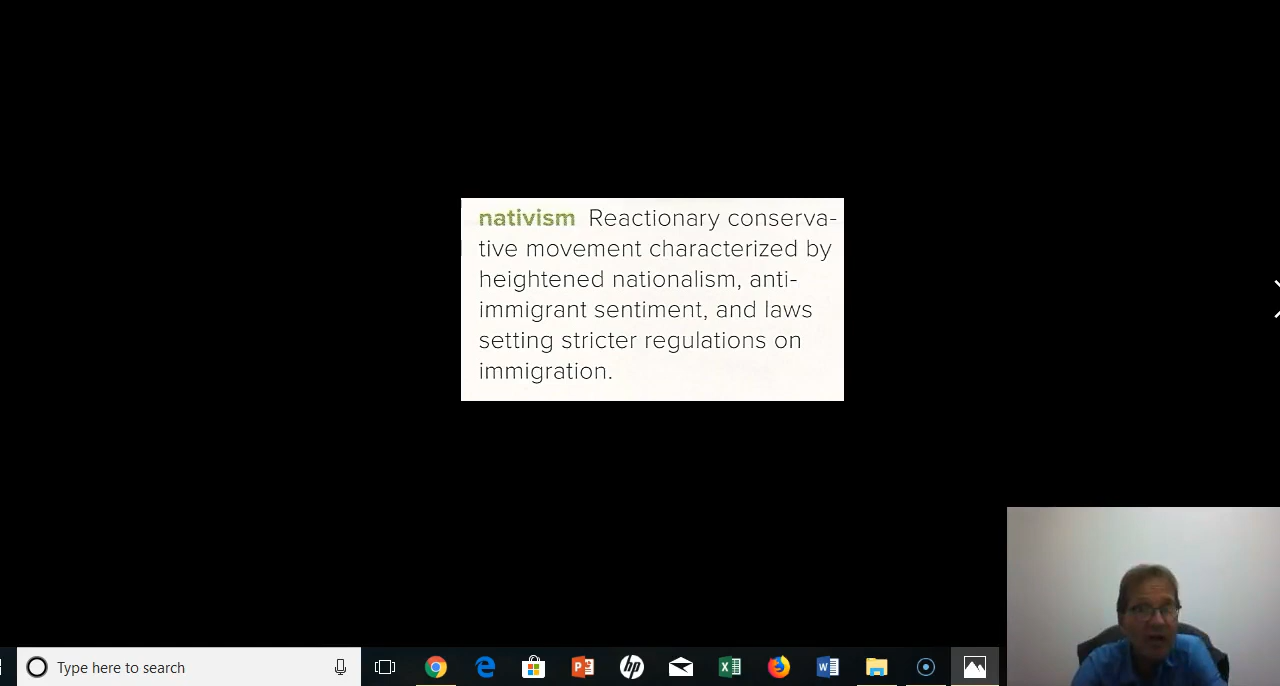 nativism Reactionary conserva-
tive movement characterized by
heightened nationalism, anti-
immigrant sentiment, and laws
setting stricter regulations on
immigration.
Type here to search
hp